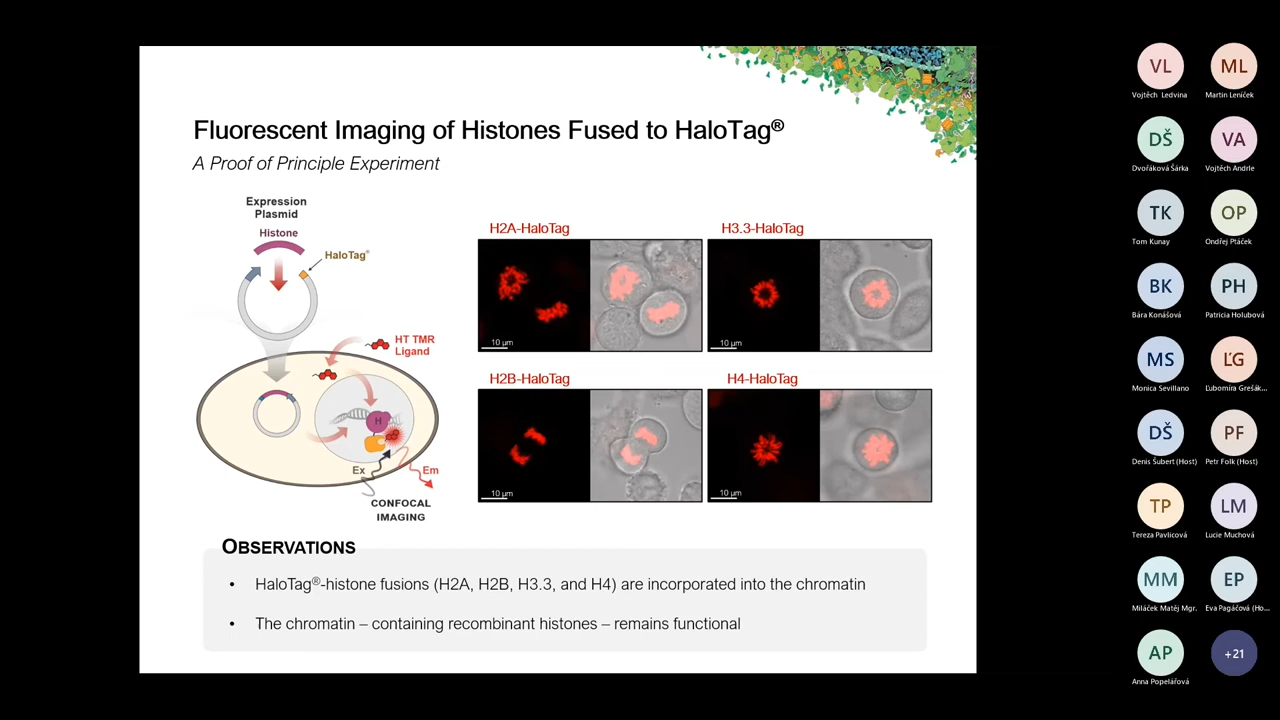 Fluorescent Imaging of Histones Fused to HaloTag®
A Proof of Principle Experiment
Expression
Plasmid
Histone
HaloTag®
HT TMR
Ligand
H
Ex
Em
CONFOCAL
IMAGING
H2A-HaloTag
10 µm
H3.3-HaloTag
10 µm
H2B-HaloTag
10 µm
H4-HaloTag
10 µm
OBSERVATIONS
• HaloTag®-histone fusions (H2A, H2B, H3.3, and H4) are incorporated into the chromatin
• The chromatin – containing recombinant histones – remains functional
VL
Vojtěch Ledvina
ML
Martin Leníček
DŠ
Dvořáková Šárka
VA
Vojtěch Andrle
TK
Tom Kunay
OP
Ondřej Ptáček
BK
Bára Konášová
PH
Patricia Holubová
MS
Monica Sevillano
ĽG
Ľubomíra Grešák...
DŠ
Denis Šubert (Host)
PF
Petr Folk (Host)
TP
Tereza Pavlicová
LM
Lucie Muchová
MM
Miláček Matěj Mgr.
EP
Eva Pagáčová (Ho...
AP
Anna Popelářová
+21